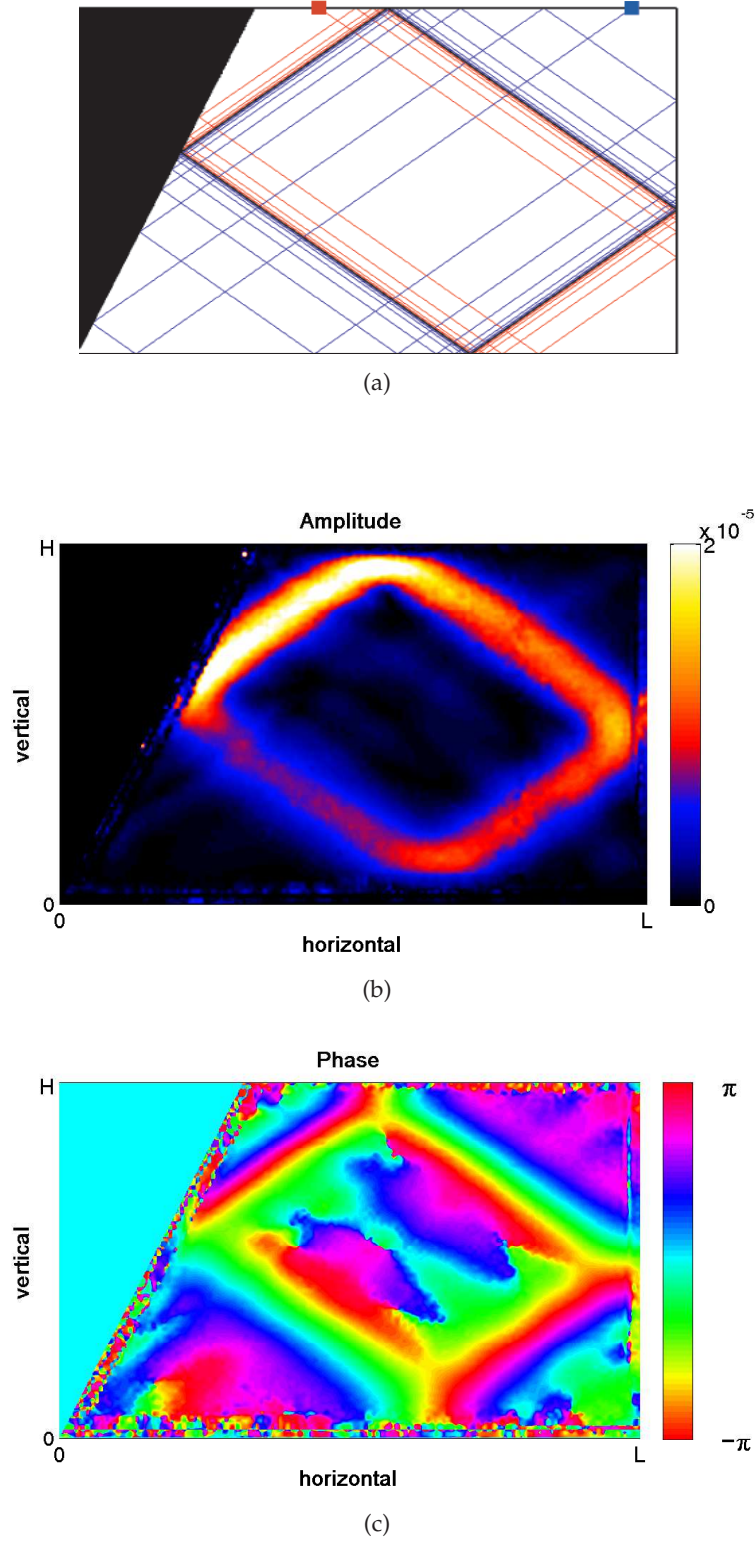 (a)
Amplitude
x 10⁻⁵
H
2
vertical
0
0
L
0
horizontal
(b)
Phase
H
π
vertical
0
−π
0
L
horizontal
(c)